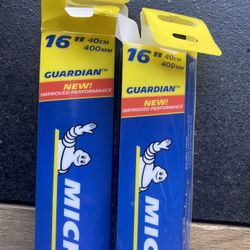 16" 40CM
400MM
GUARDIAN™
NEW!
IMPROVED PERFORMANCE
MICH
16" 40CM
400MM
GUARDIAN™
NEW!
IMPROVED PERFORMANCE
MIC